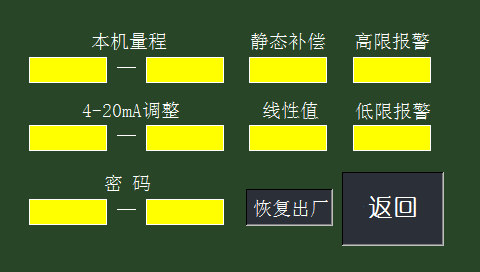 本机量程 静态补偿 高限报警
—
4-20mA调整 线性值 低限报警
—
密 码
— 恢复出厂 返回